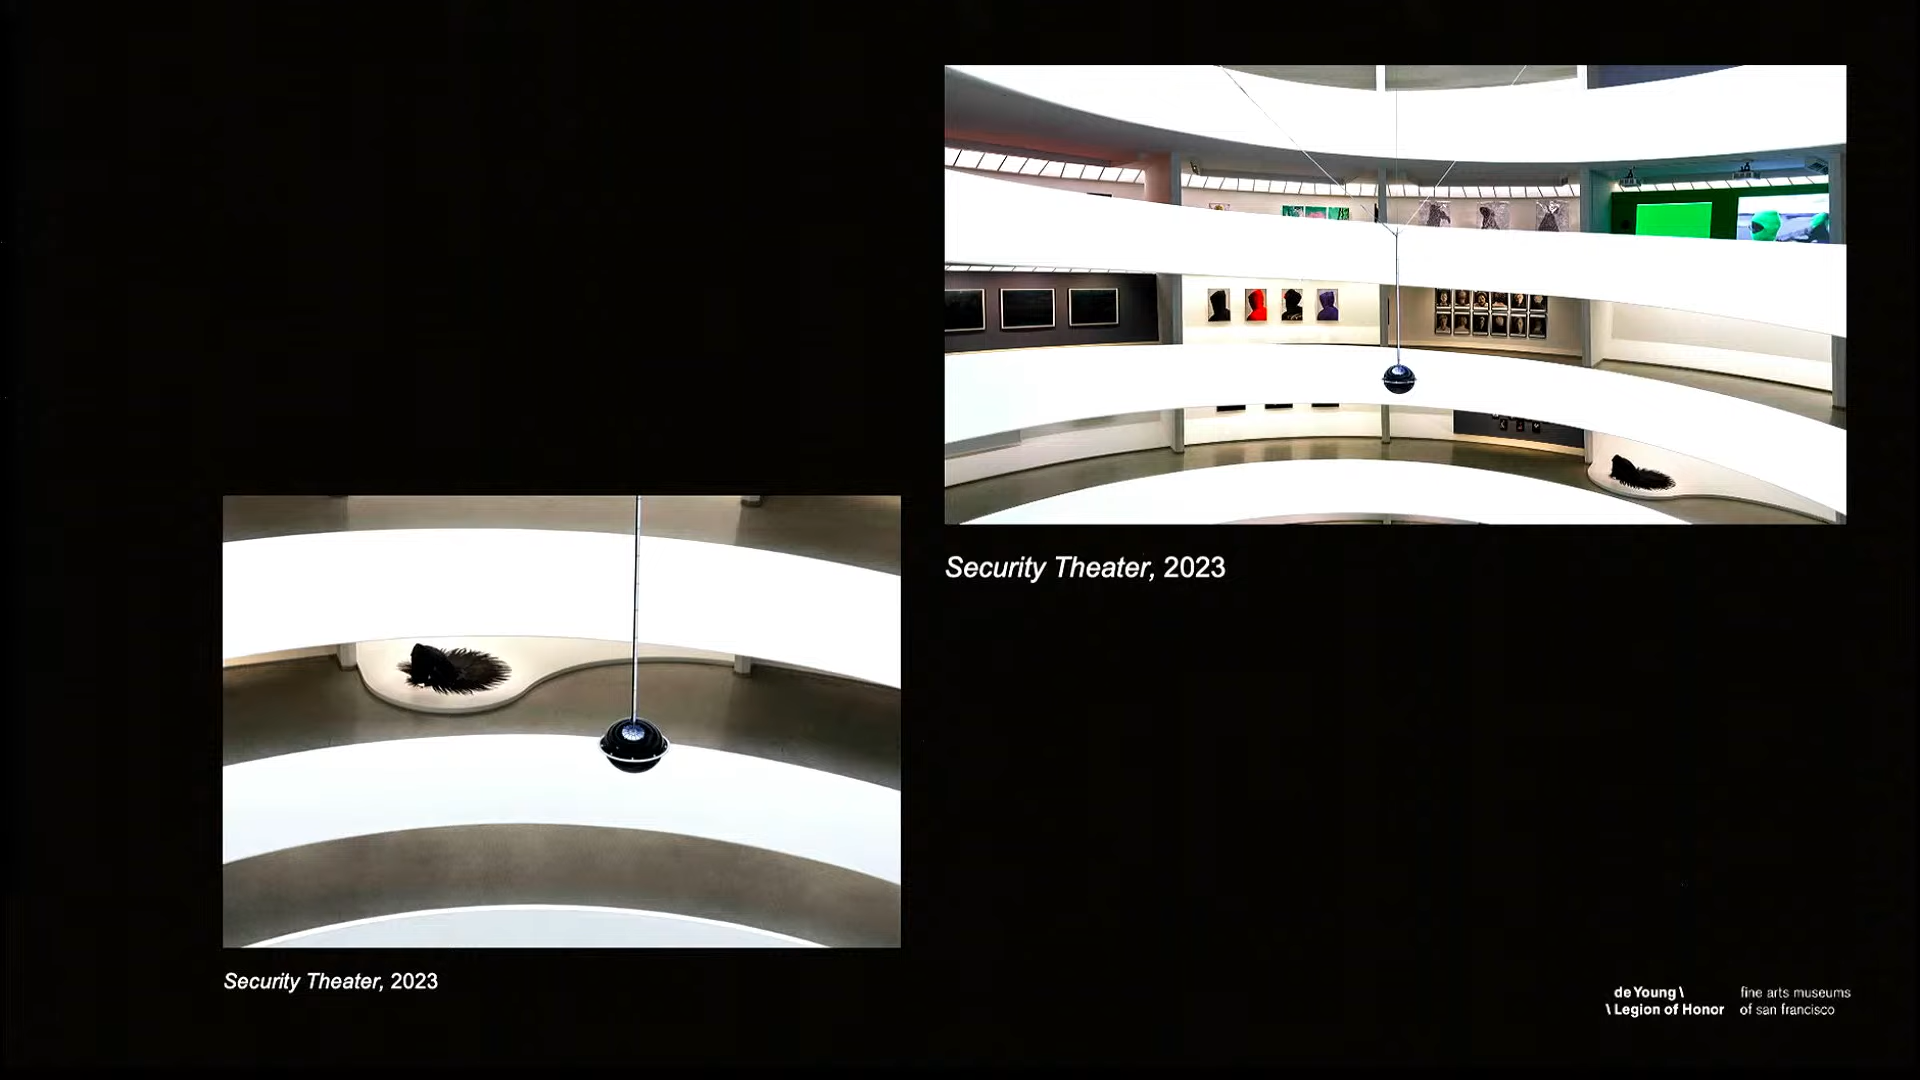 Security Theater, 2023
Security Theater, 2023
de Young \
\ Legion of Honor
fine arts museums
of san francisco